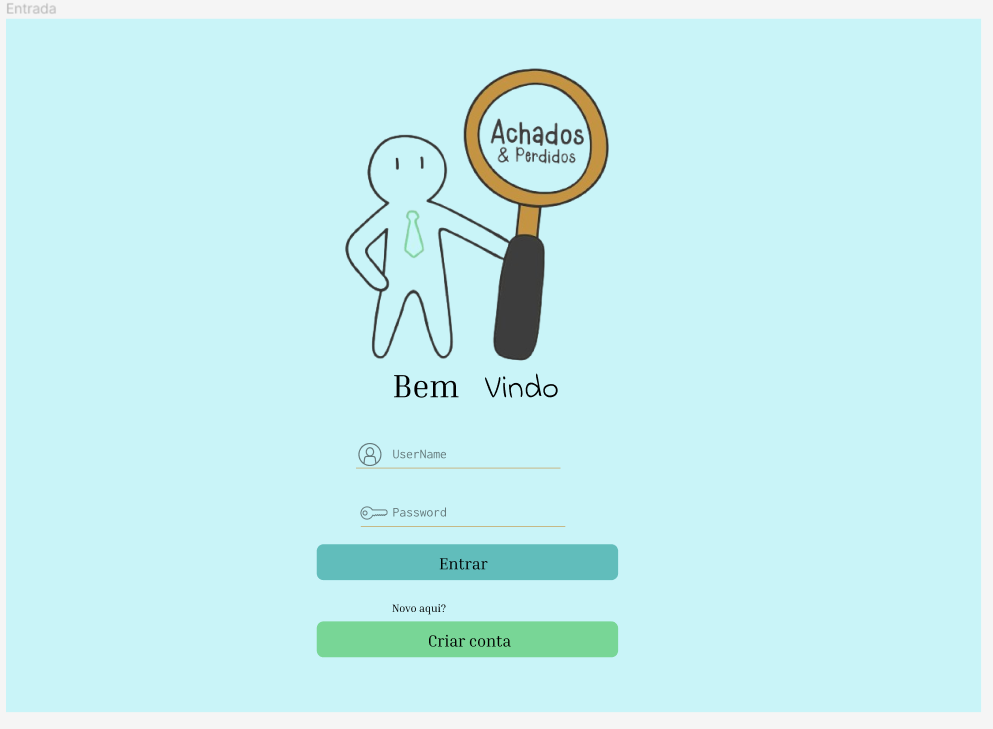 Entrada
Achados
& Perdidos
Bem Vindo
UserName
Password
Entrar
Novo aqui?
Criar conta